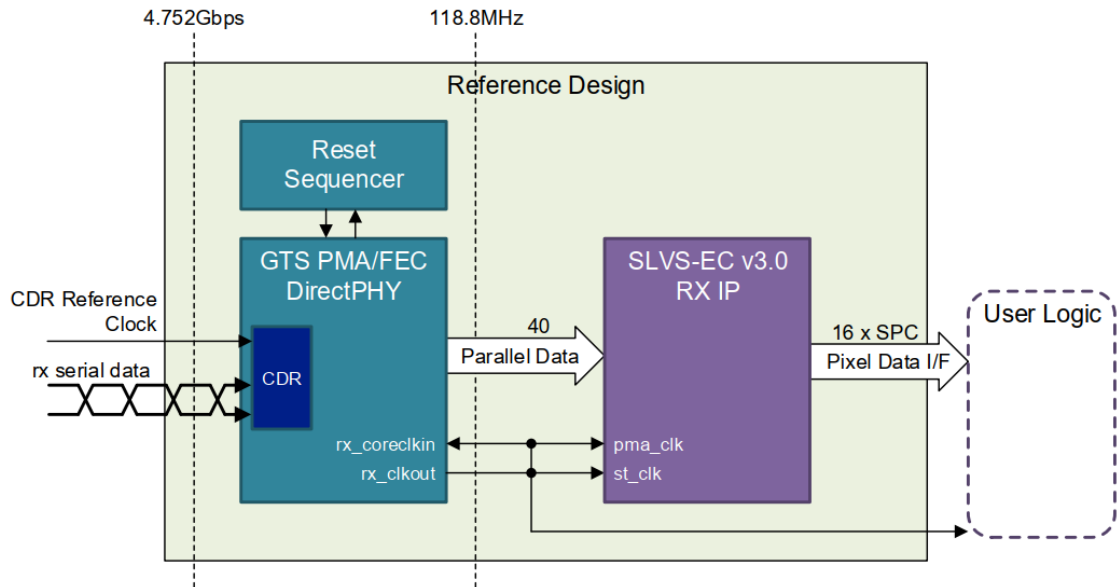 4.752Gbps
118.8MHz
Reference Design
Reset
Sequencer
GTS PMA/FEC
DirectPHY
SLVS-EC v3.0
RX IP
CDR Reference
Clock
rx serial data
CDR
40
Parallel Data
16 x SPC
Pixel Data I/F
User Logic
rx_coreclkin
pma_clk
rx_clkout
st_clk